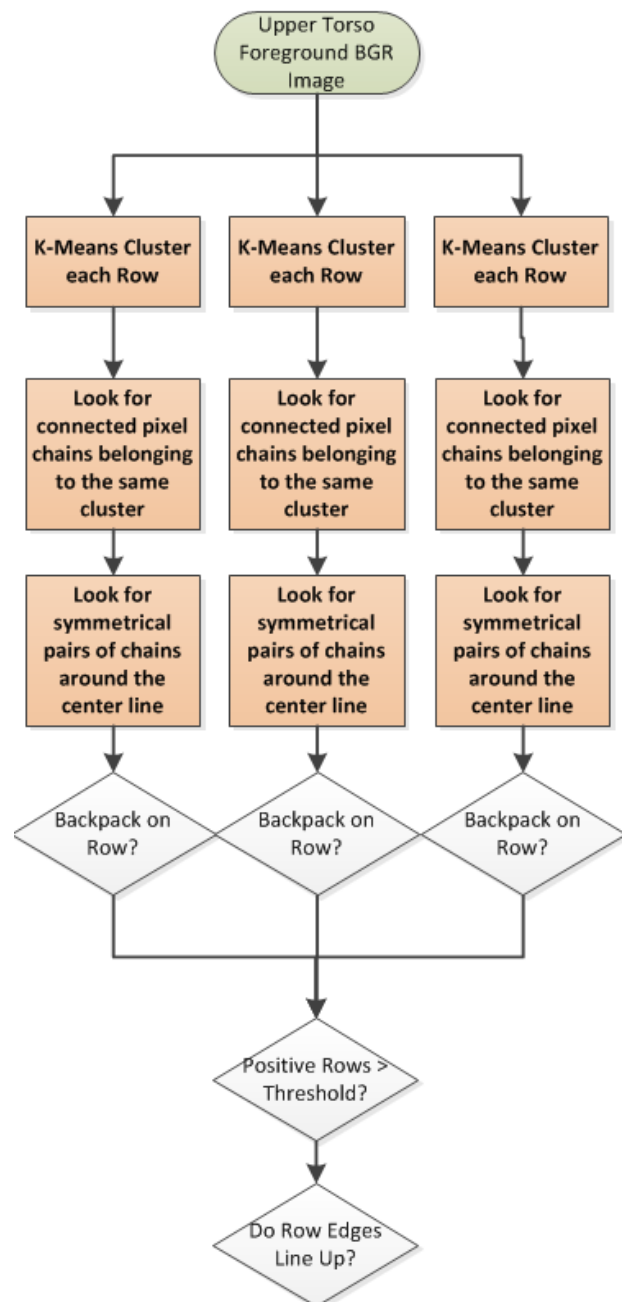 Upper Torso
Foreground BGR
Image
K-Means Cluster
each Row
K-Means Cluster
each Row
K-Means Cluster
each Row
Look for
connected pixel
chains belonging
to the same
cluster
Look for
connected pixel
chains belonging
to the same
cluster
Look for
connected pixel
chains belonging
to the same
cluster
Look for
symmetrical
pairs of chains
around the
center line
Look for
symmetrical
pairs of chains
around the
center line
Look for
symmetrical
pairs of chains
around the
center line
Backpack on
Row?
Backpack on
Row?
Backpack on
Row?
Positive Rows >
Threshold?
Do Row Edges
Line Up?